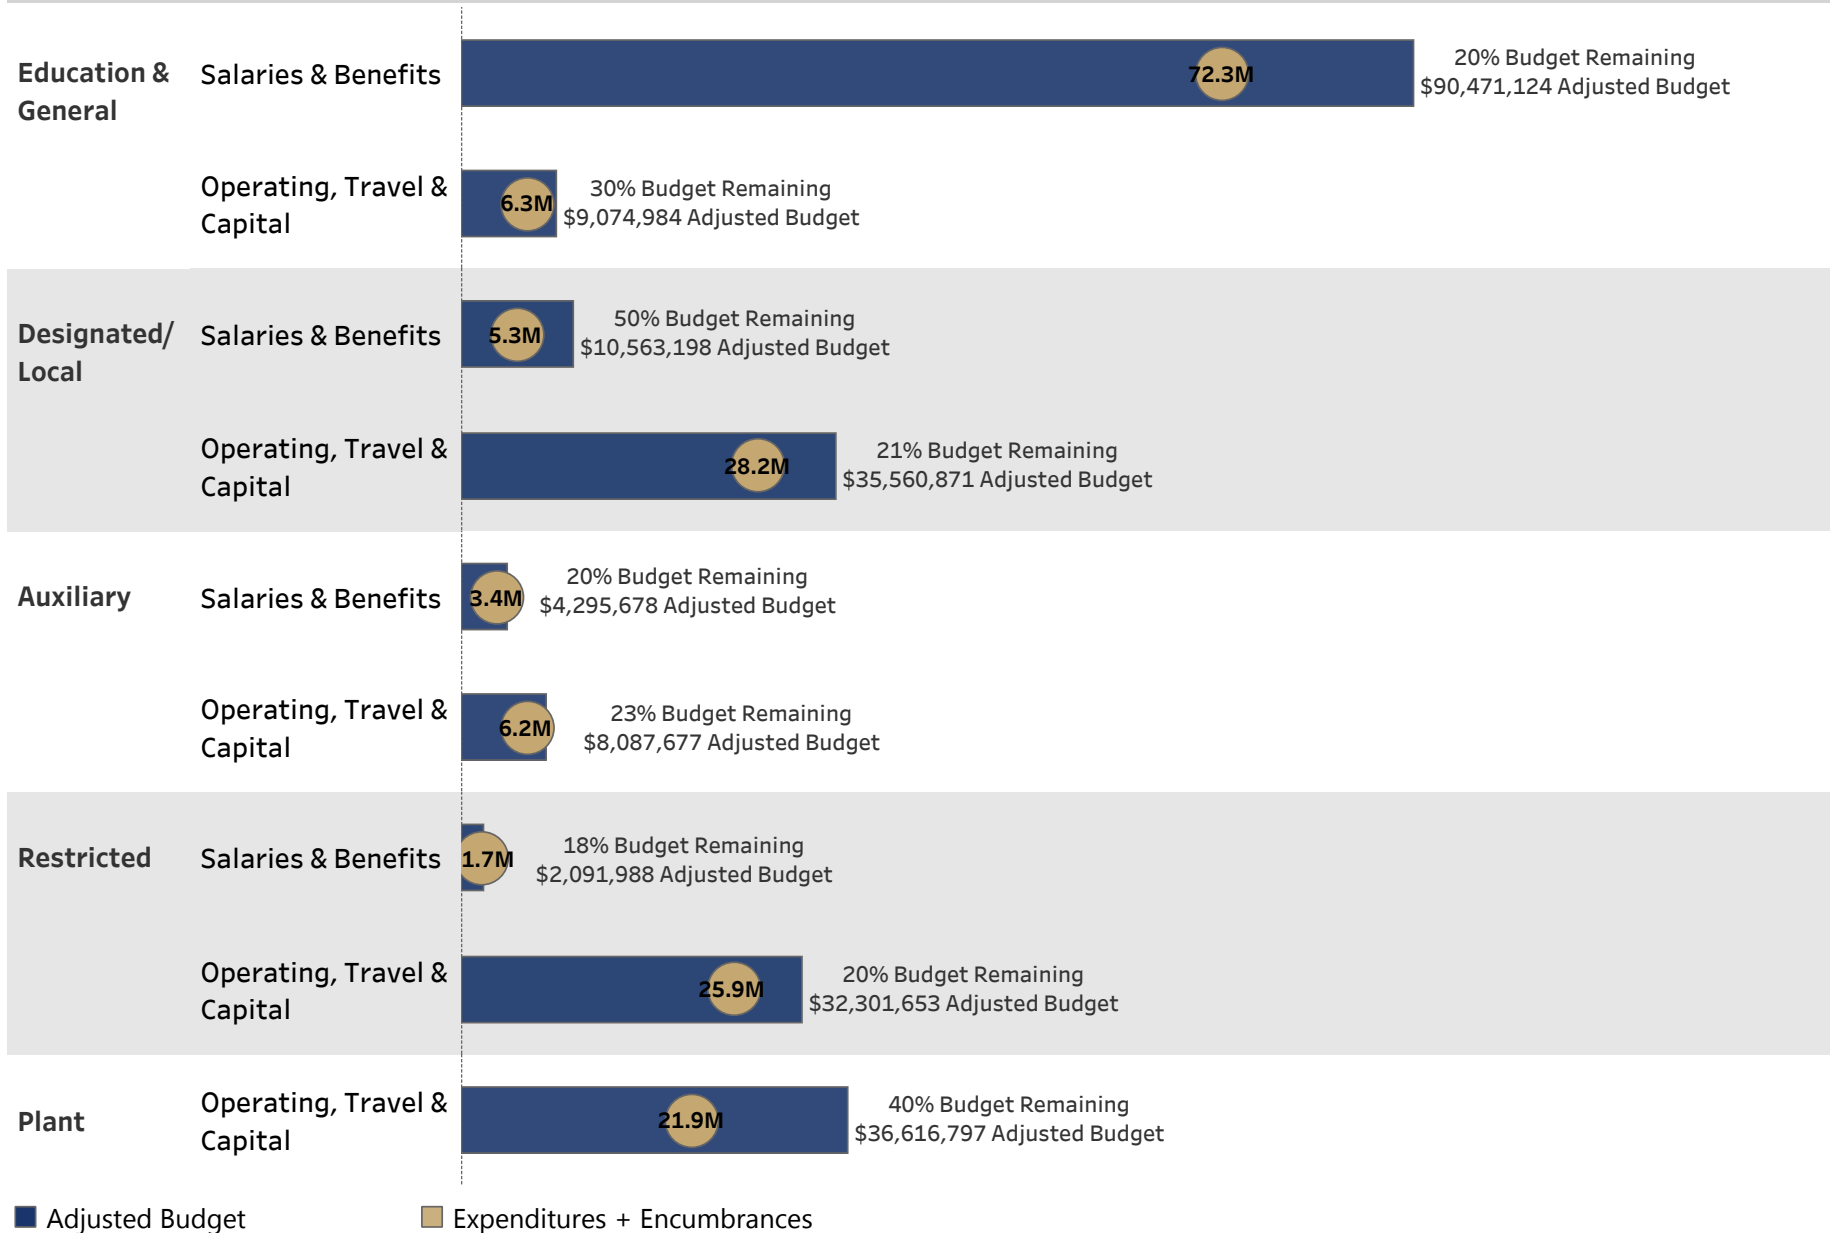 Education &
General
Salaries & Benefits
72.3M
20% Budget Remaining
$90,471,124 Adjusted Budget
Operating, Travel &
Capital
6.3M
30% Budget Remaining
$9,074,984 Adjusted Budget
Designated/
Local
Salaries & Benefits
5.3M
50% Budget Remaining
$10,563,198 Adjusted Budget
Operating, Travel &
Capital
28.2M
21% Budget Remaining
$35,560,871 Adjusted Budget
Auxiliary
Salaries & Benefits
3.4M
20% Budget Remaining
$4,295,678 Adjusted Budget
Operating, Travel &
Capital
6.2M
23% Budget Remaining
$8,087,677 Adjusted Budget
Restricted
Salaries & Benefits
1.7M
18% Budget Remaining
$2,091,988 Adjusted Budget
Operating, Travel &
Capital
25.9M
20% Budget Remaining
$32,301,653 Adjusted Budget
Plant
Operating, Travel &
Capital
21.9M
40% Budget Remaining
$36,616,797 Adjusted Budget
Adjusted Budget
Expenditures + Encumbrances